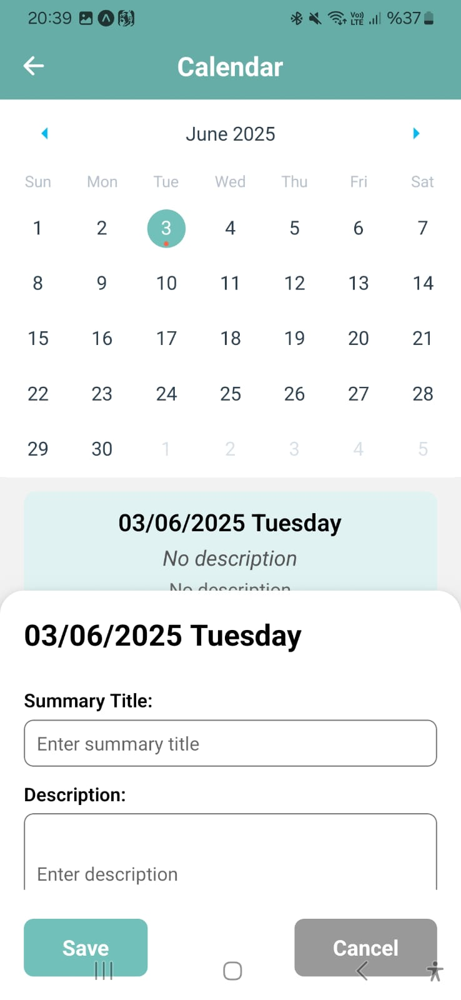 20:39 Vo)) LTE %37
Calendar
June 2025
Sun Mon Tue Wed Thu Fri Sat
1 2 3 4 5 6 7
8 9 10 11 12 13 14
15 16 17 18 19 20 21
22 23 24 25 26 27 28
29 30 1 2 3 4 5
03/06/2025 Tuesday
No description
No description
03/06/2025 Tuesday
Summary Title:
Enter summary title
Description:
Enter description
Save Cancel